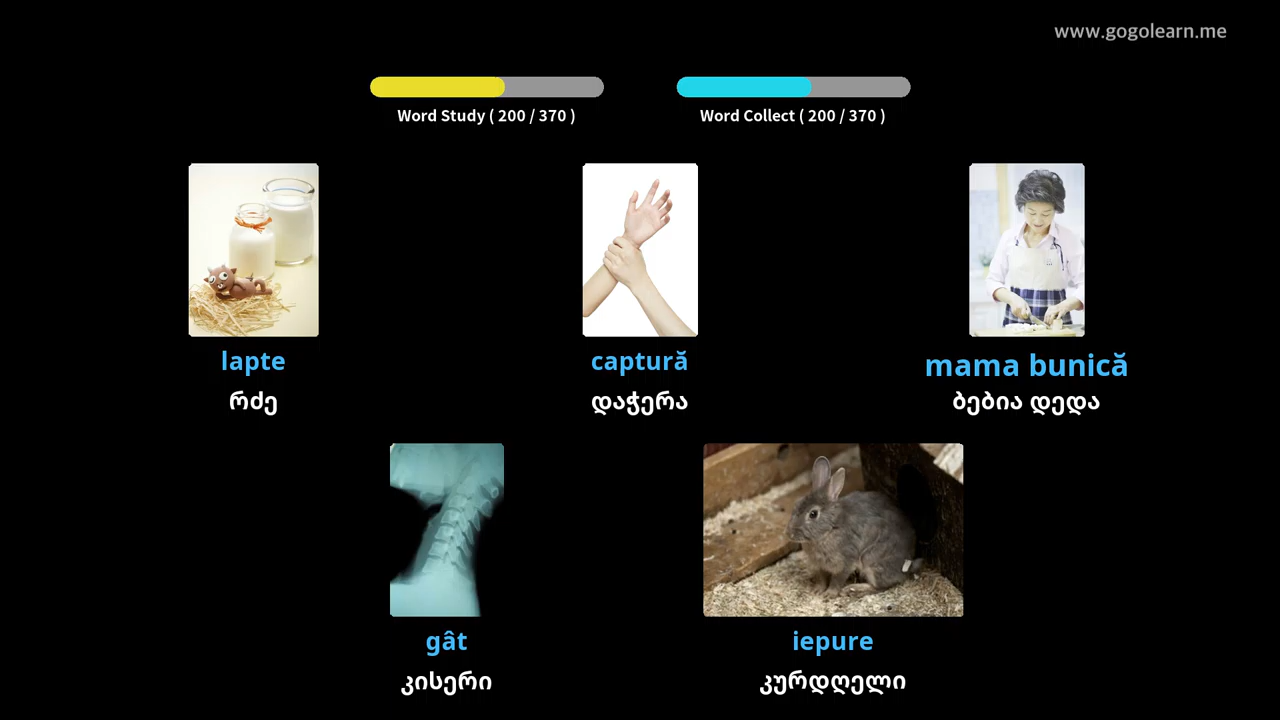 www.gogolearn.me
Word Study ( 200 / 370 )
Word Collect ( 200 / 370 )
lapte
captură
mama bunică
რძე
დაჭერა
ბებია დედა
gât
iepure
კისერი
კურდღელი